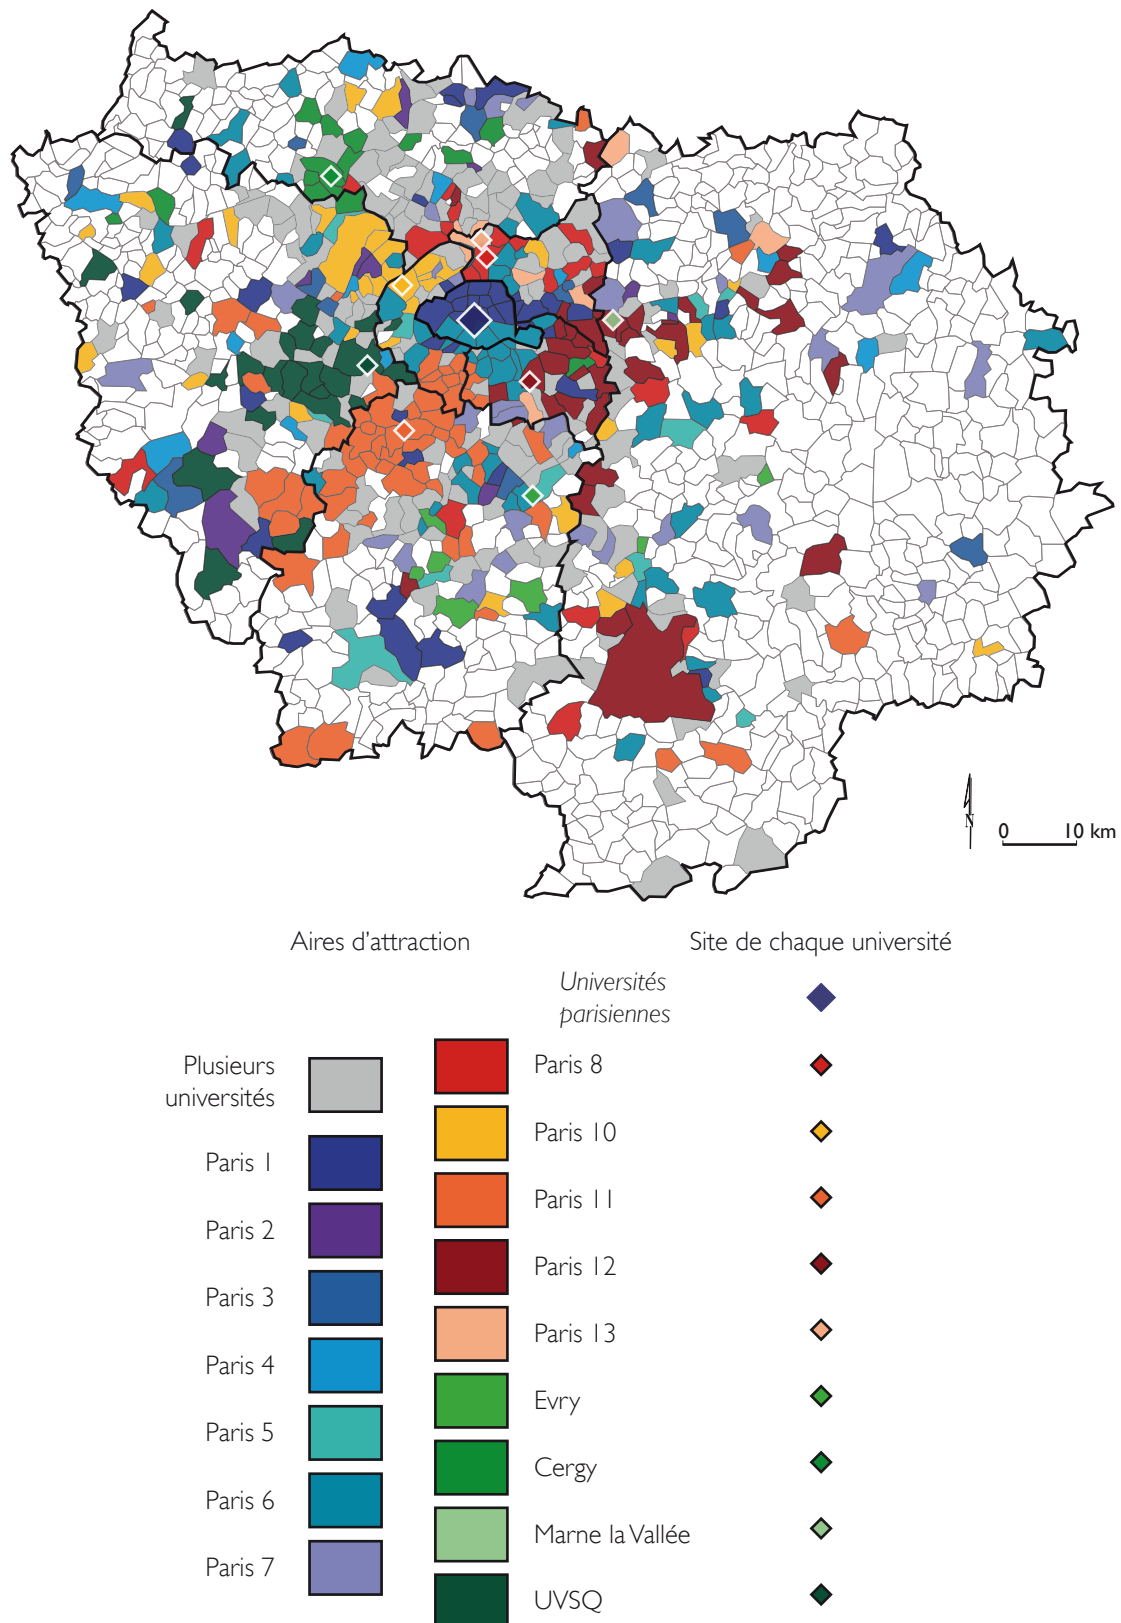 N
0 10 km
Aires d'attraction
Site de chaque université
Universités
parisiennes
Plusieurs
universités
Paris 1
Paris 2
Paris 3
Paris 4
Paris 5
Paris 6
Paris 7
Paris 8
Paris 10
Paris 11
Paris 12
Paris 13
Evry
Cergy
Marne la Vallée
UVSQ